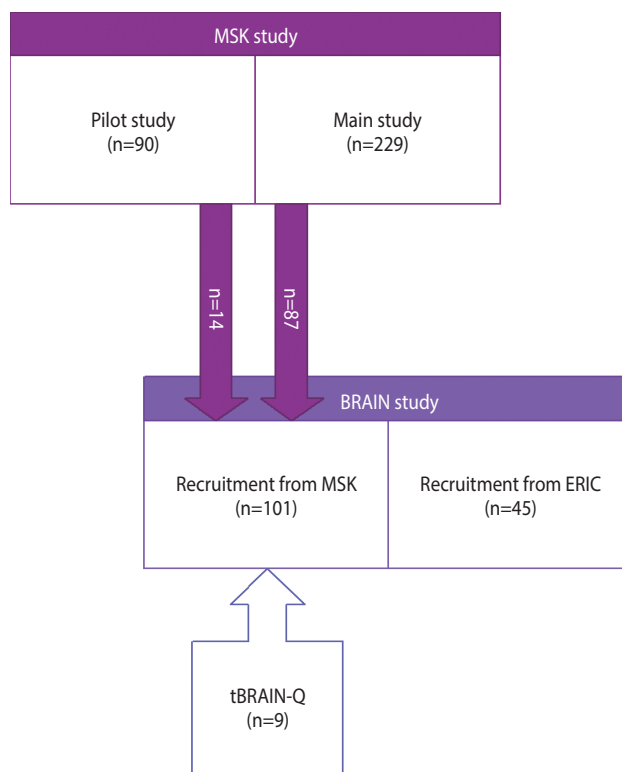 MSK study
Pilot study
(n=90)
Main study
(n=229)
n=14
n=87
BRAIN study
Recruitment from MSK
(n=101)
Recruitment from ERIC
(n=45)
tBRAIN-Q
(n=9)